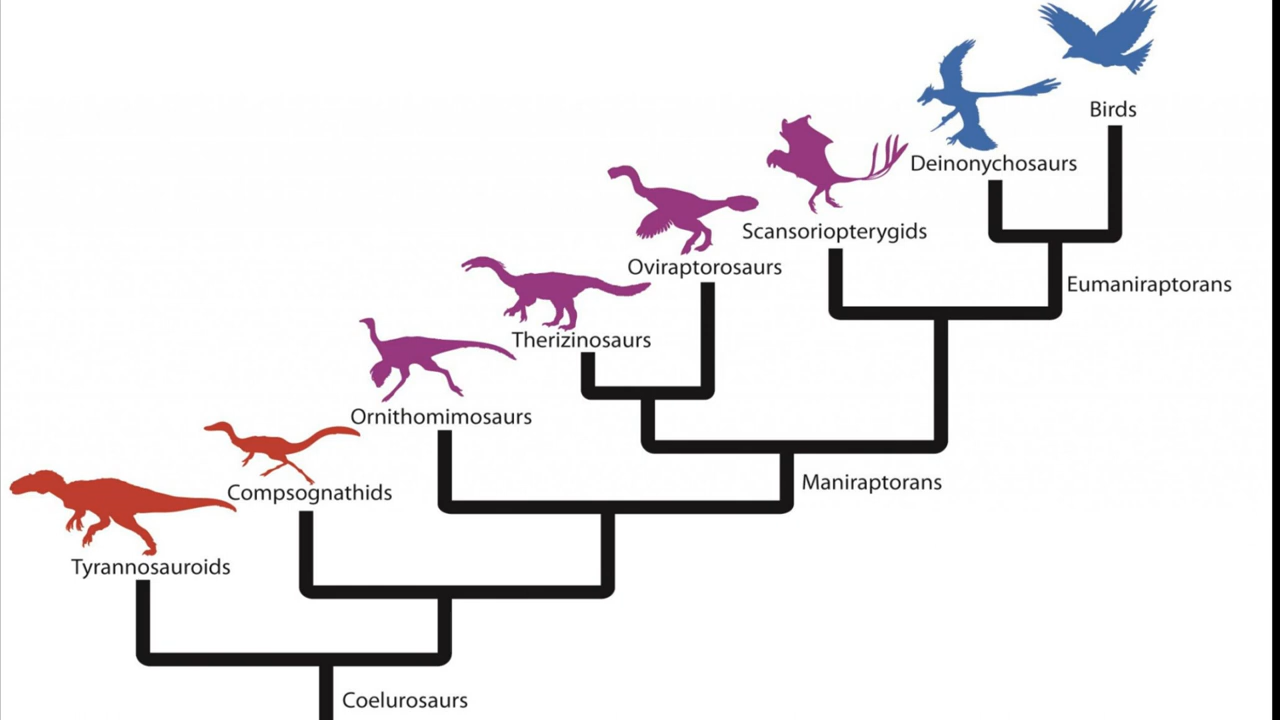 Birds
Deinonychosaurs
Scansoriopterygids
Oviraptorosaurs
Eumaniraptorans
Therizinosaurs
Ornithomimosaurs
Maniraptorans
Compsognathids
Tyrannosauroids
Coelurosaurs